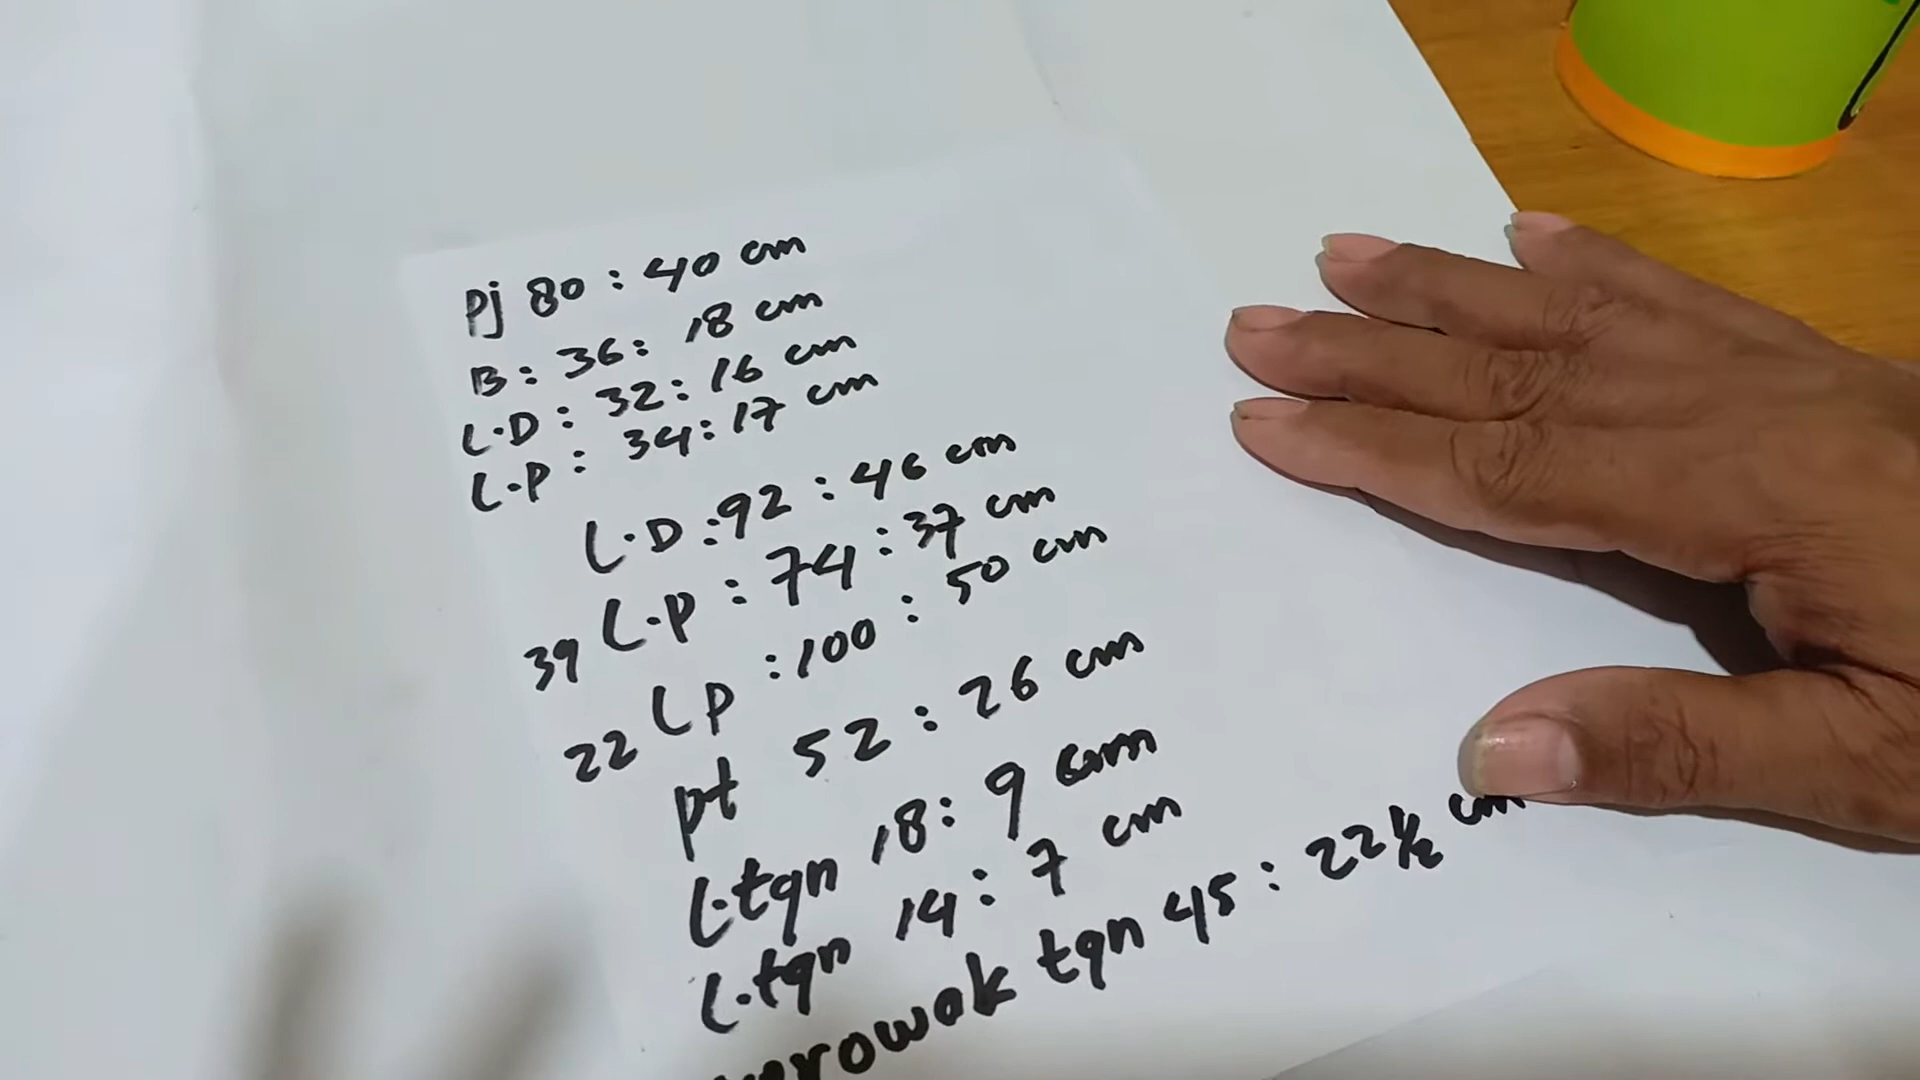 Pj 80 : 40 cm
B : 36 : 18 cm
L.D : 32 : 16 cm
L.P : 34 : 17 cm
L.D : 92 : 46 cm
39 L.P : 74 : 37 cm
22 LP : 100 : 50 cm
pt 52 : 26 cm
L.tgn 18 : 9 cm
L.tgn 14 : 7 cm
tgn 45 : 22 1/2 cm